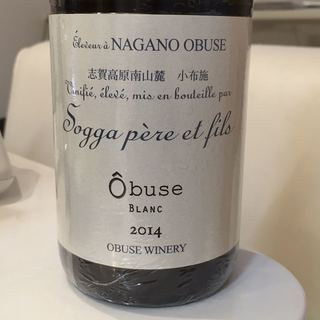 Éleveur à NAGANO OBUSE
志賀高原南山麓 小布施
Vinifié, élevé, mis en bouteille par
Sogga père et fils
Ôbuse
BLANC
2014
OBUSE WINERY